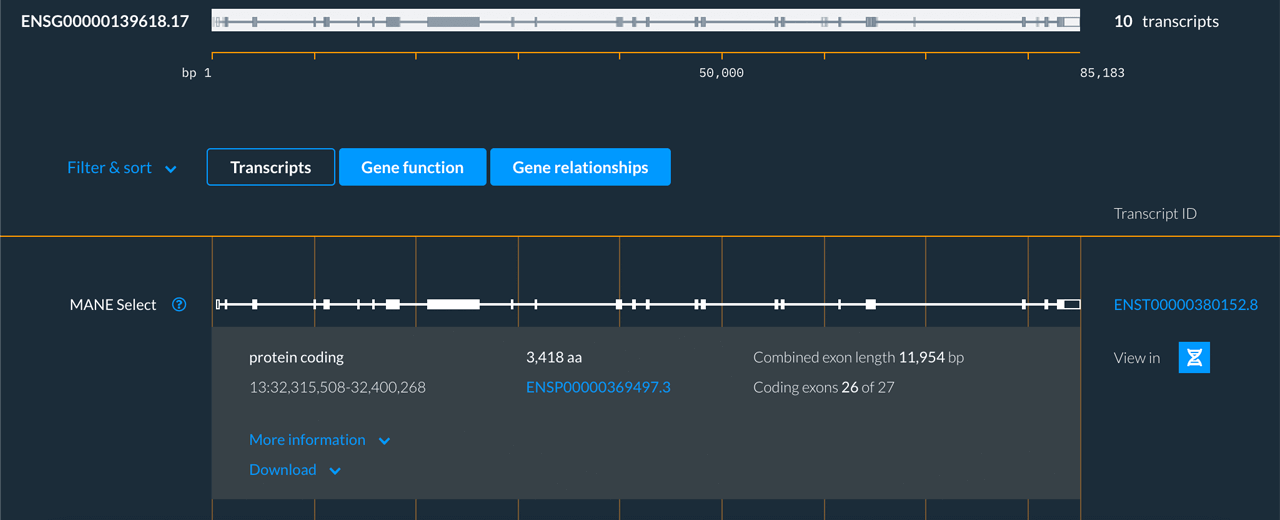 ENSG00000139618.17
10 transcripts
bp 1 50,000 85,183
Filter & sort Transcripts Gene function Gene relationships
Transcript ID
MANE Select ? ENST00000380152.8
protein coding 3,418 aa Combined exon length 11,954 bp View in
13:32,315,508-32,400,268 ENSP00000369497.3 Coding exons 26 of 27
More information
Download